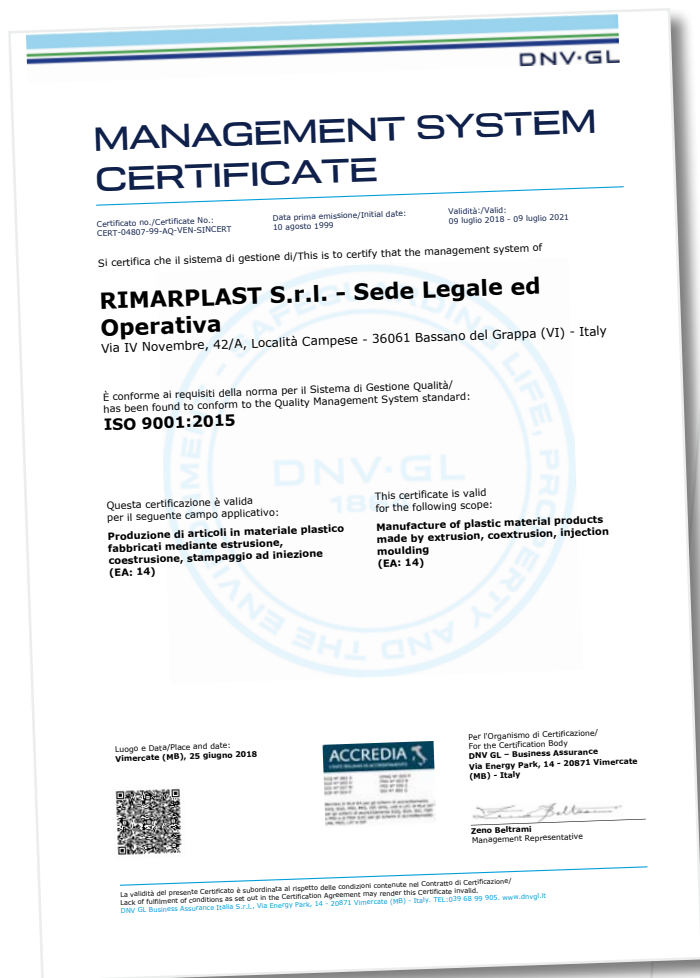 DNV·GL
MANAGEMENT SYSTEM
CERTIFICATE
Certificato no./Certificate No.:
CERT-04807-99-AQ-VEN-SINCERT
Data prima emissione/Initial date:
10 agosto 1999
Validità:/Valid:
09 luglio 2018 - 09 luglio 2021
Si certifica che il sistema di gestione di/This is to certify that the management system of
RIMARPLAST S.r.l. - Sede Legale ed
Operativa
Via IV Novembre, 42/A, Località Campese - 36061 Bassano del Grappa (VI) - Italy
È conforme ai requisiti della norma per il Sistema di Gestione Qualità/
has been found to conform to the Quality Management System standard:
ISO 9001:2015
DNV·GL
Questa certificazione è valida
per il seguente campo applicativo:
Produzione di articoli in materiale plastico
fabbricati mediante estrusione,
coestrusione, stampaggio ad iniezione
(EA: 14)
This certificate is valid
for the following scope:
Manufacture of plastic material products
made by extrusion, coextrusion, injection
moulding
(EA: 14)
Luogo e Data/Place and date:
Vimercate (MB), 25 giugno 2018
ACCREDIA
Per l'Organismo di Certificazione/
For the Certification Body
DNV GL – Business Assurance
Via Energy Park, 14 - 20871 Vimercate
(MB) - Italy
Zeno Beltrami
Management Representative
La validità del presente Certificato è subordinata al rispetto delle condizioni contenute nel Contratto di Certificazione/
Lack of fulfilment of conditions as set out in the Certification Agreement may render this Certificate invalid.
DNV GL Business Assurance Italia S.r.l., Via Energy Park, 14 - 20871 Vimercate (MB) - Italy. TEL:039 68 99 905. www.dnvgl.it